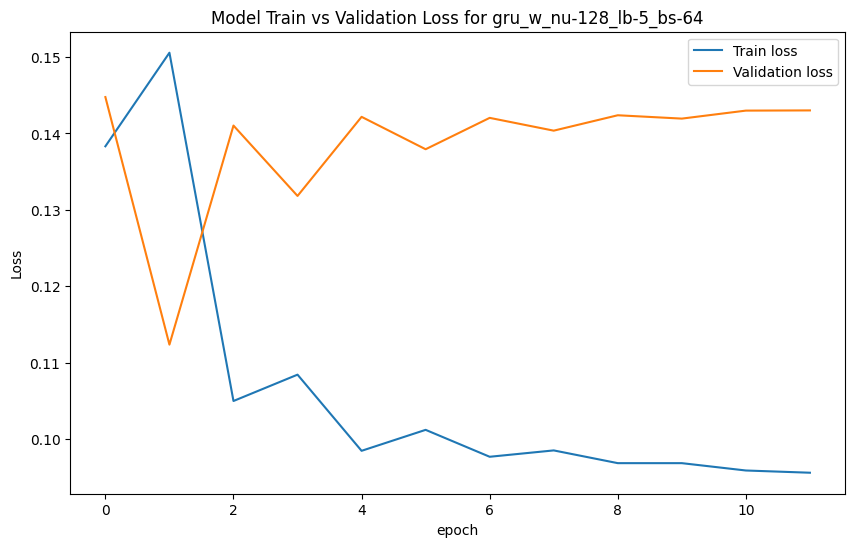 Model Train vs Validation Loss for gru_w_nu-128_lb-5_bs-64
Train loss
Validation loss
0.15
0.14
0.13
0.12
0.11
0.10
Loss
0 2 4 6 8 10
epoch